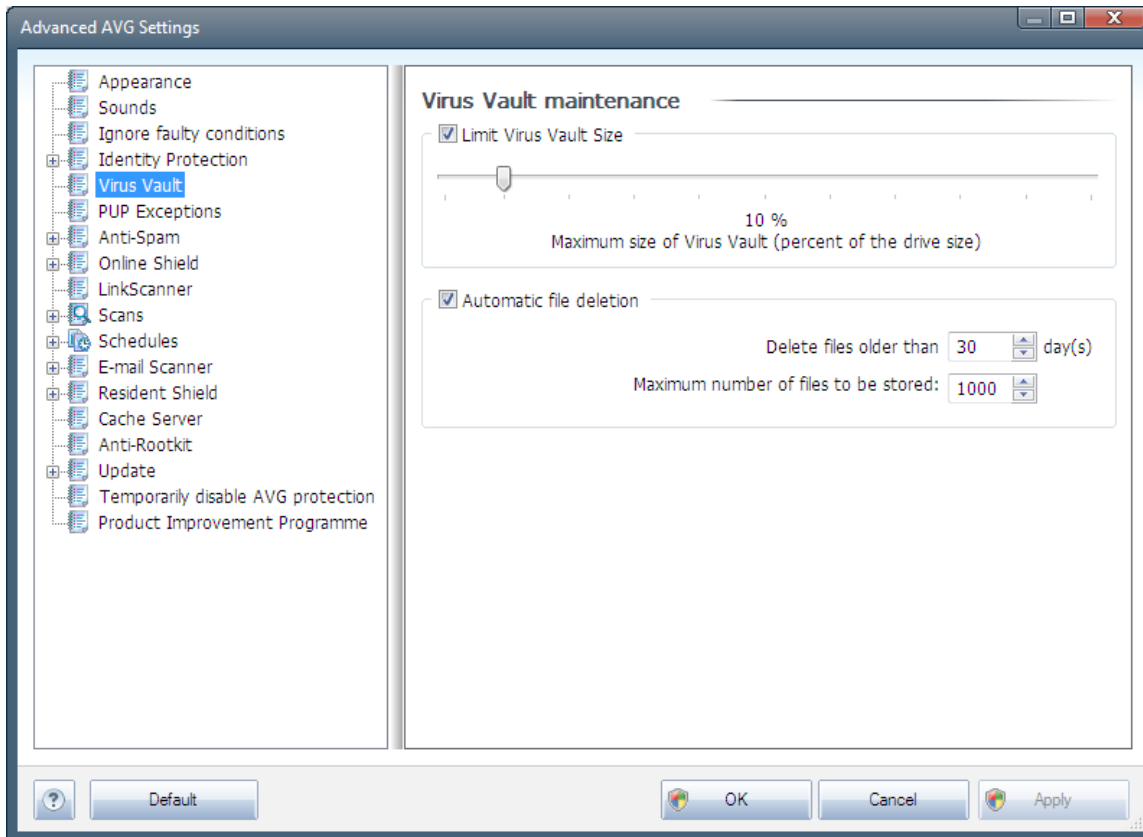 Advanced AVG Settings
Appearance
Sounds
Ignore faulty conditions
Identity Protection
Virus Vault
PUP Exceptions
Anti-Spam
Online Shield
LinkScanner
Scans
Schedules
E-mail Scanner
Resident Shield
Cache Server
Anti-Rootkit
Update
Temporarily disable AVG protection
Product Improvement Programme
Virus Vault maintenance
Limit Virus Vault Size
10 %
Maximum size of Virus Vault (percent of the drive size)
Automatic file deletion
Delete files older than 30 day(s)
Maximum number of files to be stored: 1000
? Default OK Cancel Apply